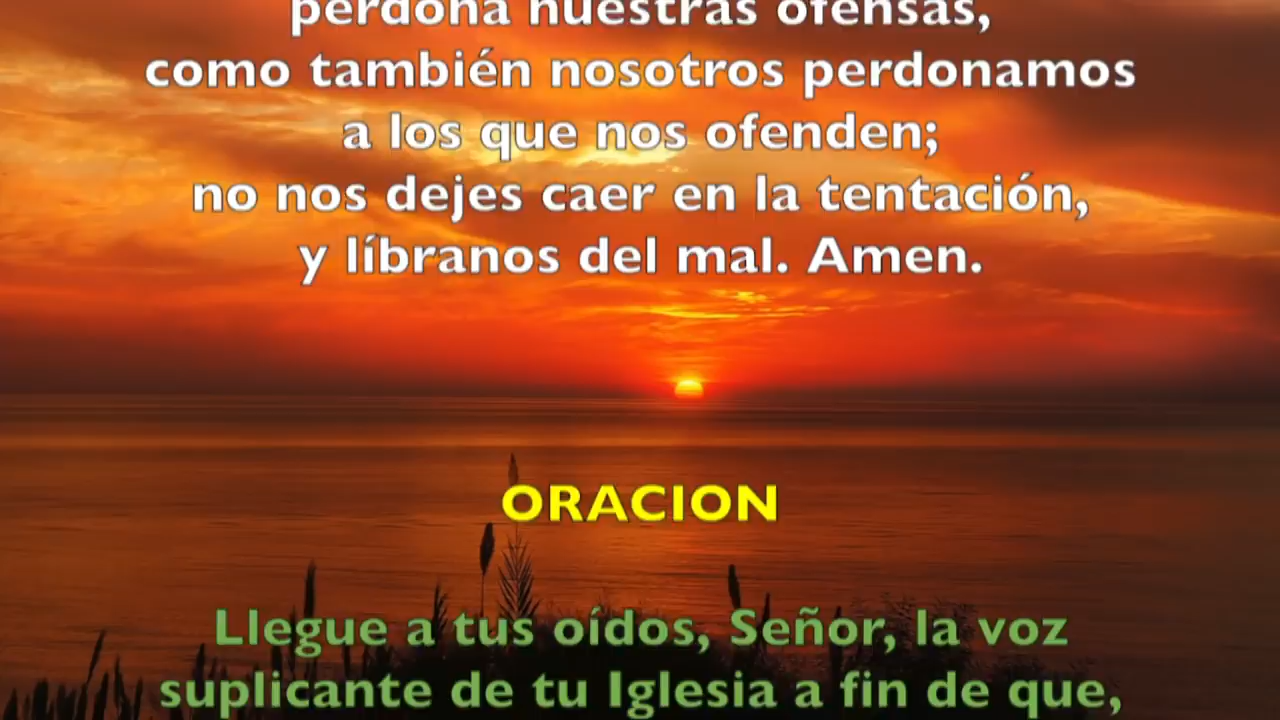 perdona nuestras ofensas,
como también nosotros perdonamos
a los que nos ofenden;
no nos dejes caer en la tentación,
y líbranos del mal. Amen.
ORACION
Llegue a tus oídos, Señor, la voz
suplicante de tu Iglesia a fin de que,